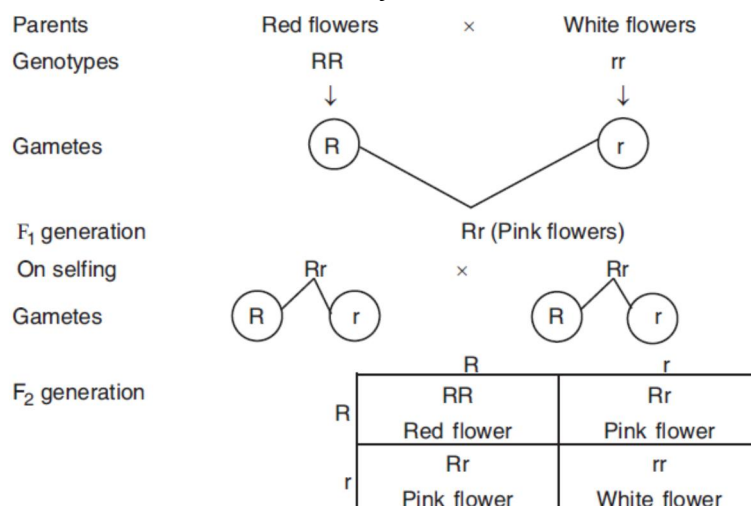 Parents Red flowers × White flowers
Genotypes RR rr
↓ ↓
Gametes R r
F₁ generation Rr (Pink flowers)
On selfing Rr × Rr
Gametes R r R r
R r
F₂ generation RR Rr
R
Red flower Pink flower
Rr rr
r
Pink flower White flower